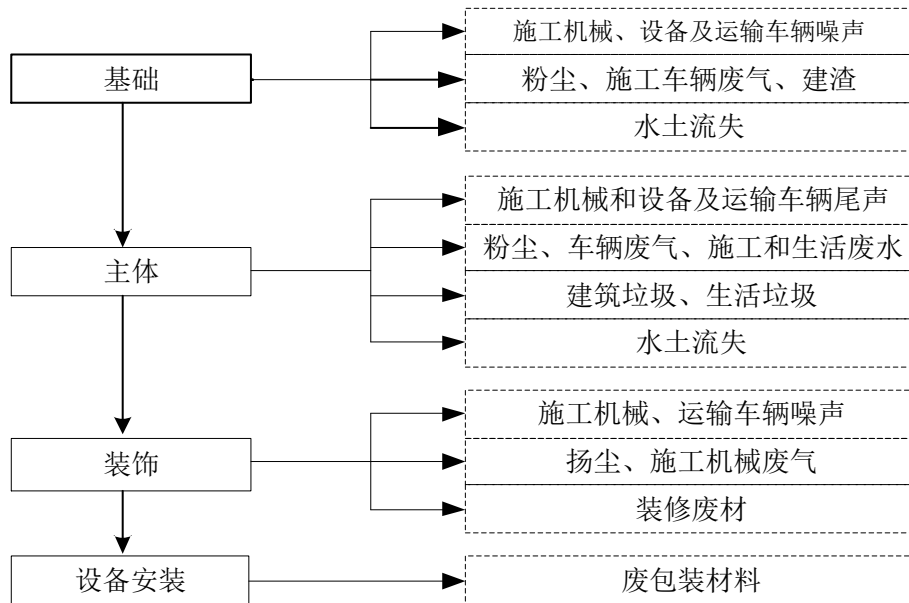 施工机械、设备及运输车辆噪声
基础
粉尘、施工车辆废气、建渣
水土流失
施工机械和设备及运输车辆尾声
粉尘、车辆废气、施工和生活废水
主体
建筑垃圾、生活垃圾
水土流失
施工机械、运输车辆噪声
装饰
扬尘、施工机械废气
装修废材
设备安装
废包装材料